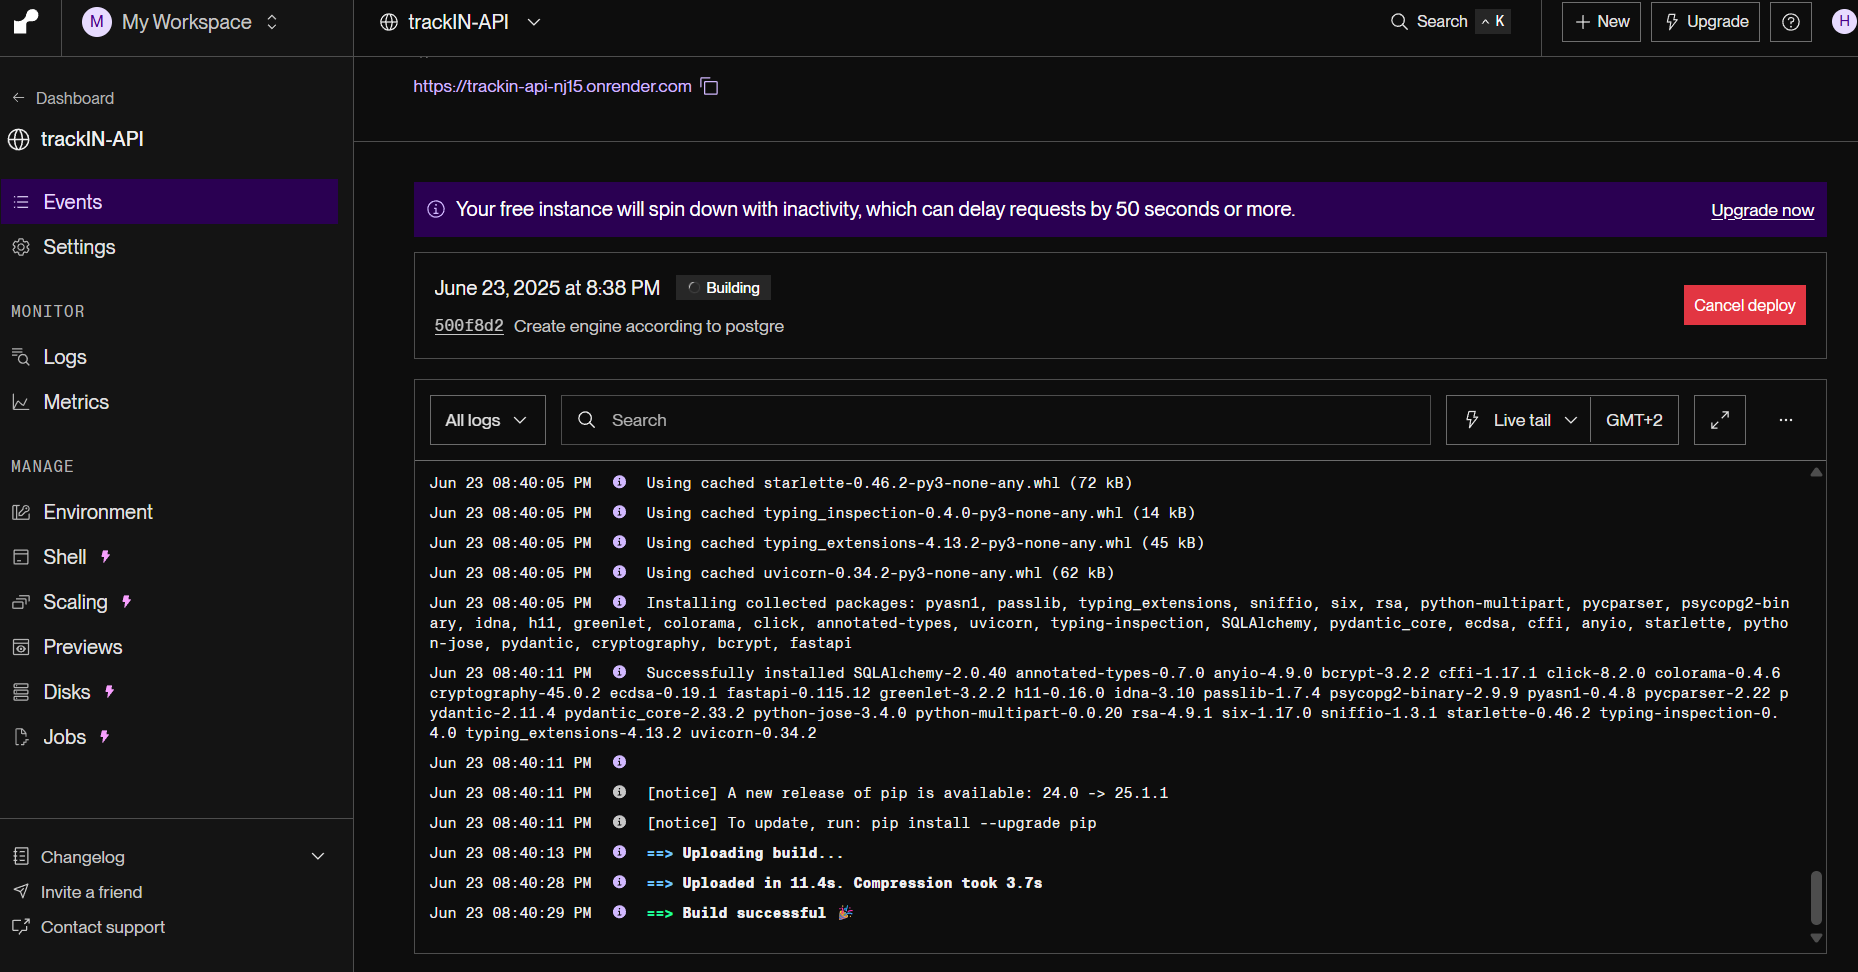 M My Workspace
trackIN-API
Search ^ K
+ New
Upgrade
H
← Dashboard
trackIN-API
Events
Settings
MONITOR
Logs
Metrics
MANAGE
Environment
Shell
Scaling
Previews
Disks
Jobs
Changelog
Invite a friend
Contact support
https://trackin-api-nj15.onrender.com
Your free instance will spin down with inactivity, which can delay requests by 50 seconds or more.
Upgrade now
June 23, 2025 at 8:38 PM Building
500f8d2 Create engine according to postgre
Cancel deploy
All logs
Search
Live tail
GMT+2
...
Jun 23 08:40:05 PM Using cached starlette-0.46.2-py3-none-any.whl (72 kB)
Jun 23 08:40:05 PM Using cached typing_inspection-0.4.0-py3-none-any.whl (14 kB)
Jun 23 08:40:05 PM Using cached typing_extensions-4.13.2-py3-none-any.whl (45 kB)
Jun 23 08:40:05 PM Using cached uvicorn-0.34.2-py3-none-any.whl (62 kB)
Jun 23 08:40:05 PM Installing collected packages: pyasn1, passlib, typing_extensions, sniffio, six, rsa, python-multipart, pycparser, psycopg2-bin
ary, idna, h11, greenlet, colorama, click, annotated-types, uvicorn, typing-inspection, SQLAlchemy, pydantic_core, ecdsa, cffi, anyio, starlette, pytho
n-jose, pydantic, cryptography, bcrypt, fastapi
Jun 23 08:40:11 PM Successfully installed SQLAlchemy-2.0.40 annotated-types-0.7.0 anyio-4.9.0 bcrypt-3.2.2 cffi-1.17.1 click-8.2.0 colorama-0.4.6
cryptography-45.0.2 ecdsa-0.19.1 fastapi-0.115.12 greenlet-3.2.2 h11-0.16.0 idna-3.10 passlib-1.7.4 psycopg2-binary-2.9.9 pyasn1-0.4.8 pycparser-2.22 p
ydantic-2.11.4 pydantic_core-2.33.2 python-jose-3.4.0 python-multipart-0.0.20 rsa-4.9.1 six-1.17.0 sniffio-1.3.1 starlette-0.46.2 typing-inspection-0.
4.0 typing_extensions-4.13.2 uvicorn-0.34.2
Jun 23 08:40:11 PM
Jun 23 08:40:11 PM [notice] A new release of pip is available: 24.0 -> 25.1.1
Jun 23 08:40:11 PM [notice] To update, run: pip install --upgrade pip
Jun 23 08:40:13 PM ==> Uploading build...
Jun 23 08:40:28 PM ==> Uploaded in 11.4s. Compression took 3.7s
Jun 23 08:40:29 PM ==> Build successful 🎉